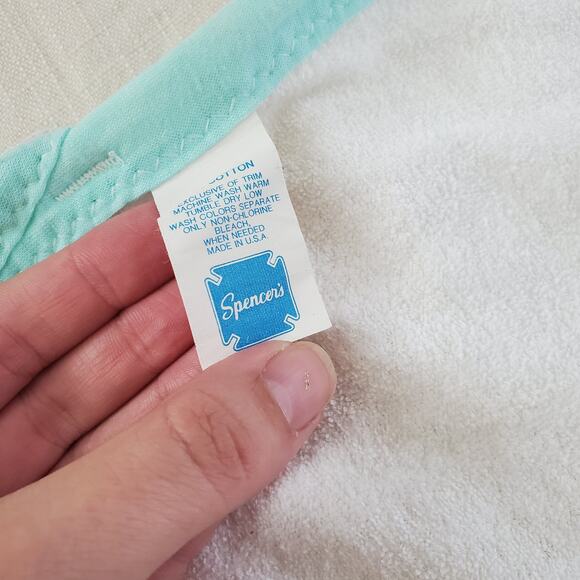 COTTON
EXCLUSIVE OF TRIM
MACHINE WASH WARM
TUMBLE DRY LOW
WASH COLORS SEPARATE
ONLY NON-CHLORINE
BLEACH,
WHEN NEEDED
MADE IN U.S.A.
Spencer's